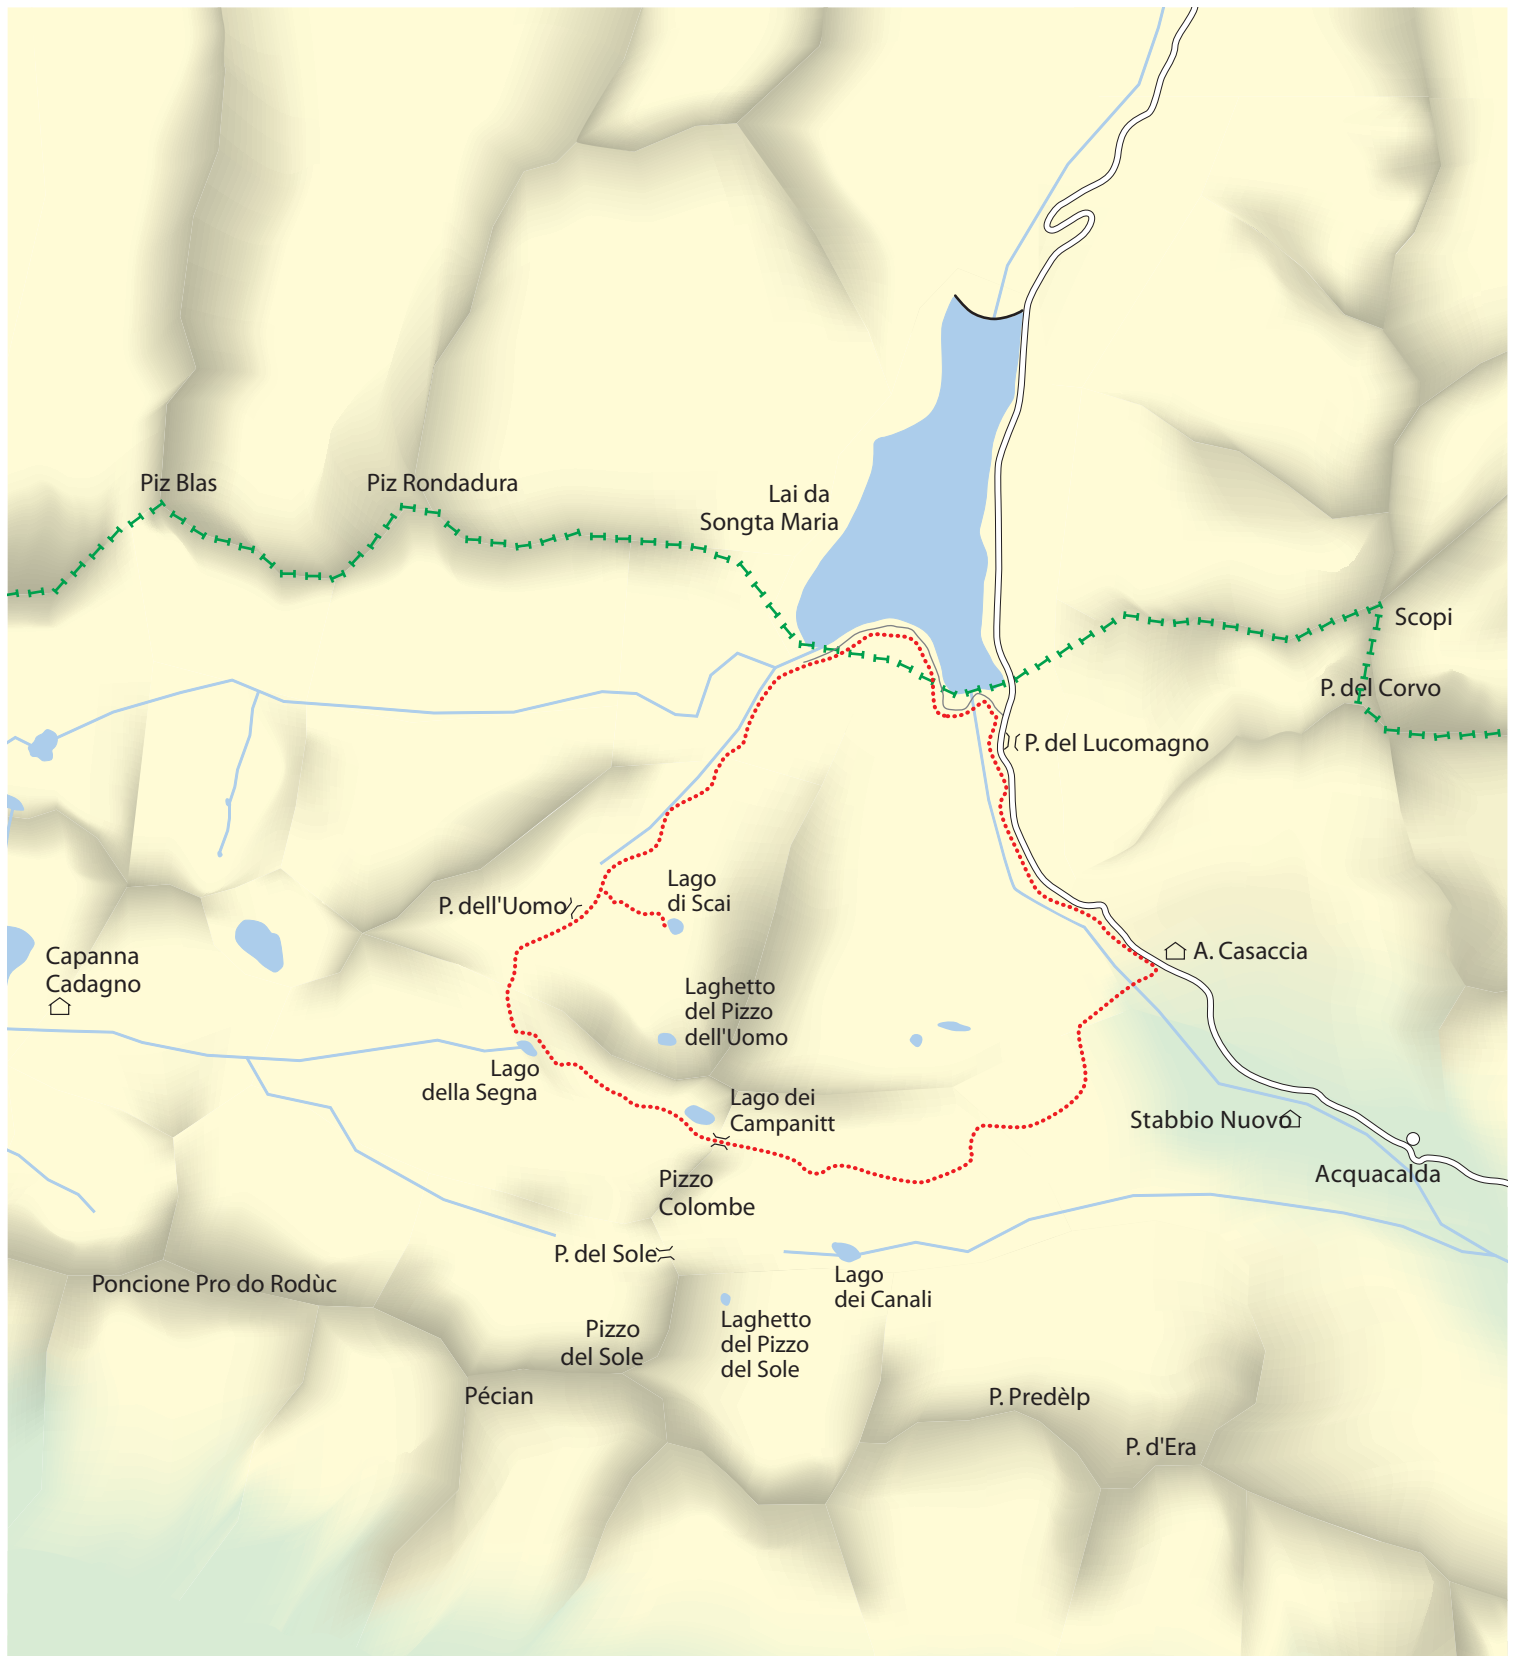 Piz Blas
Piz Rondadura
Lai da
Songta Maria
Scopi
P. del Corvo
P. del Lucomagno
Lago
di Scai
P. dell'Uomo
Capanna
Cadagno
A. Casaccia
Laghetto
del Pizzo
dell'Uomo
Lago
della Segna
Lago dei
Campanitt
Stabbio Nuovo
Acquacalda
Pizzo
Colombe
P. del Sole
Lago
dei Canali
Poncione Pro do Rodùc
Laghetto
del Pizzo
del Sole
Pizzo
del Sole
Pécian
P. Predèlp
P. d'Era